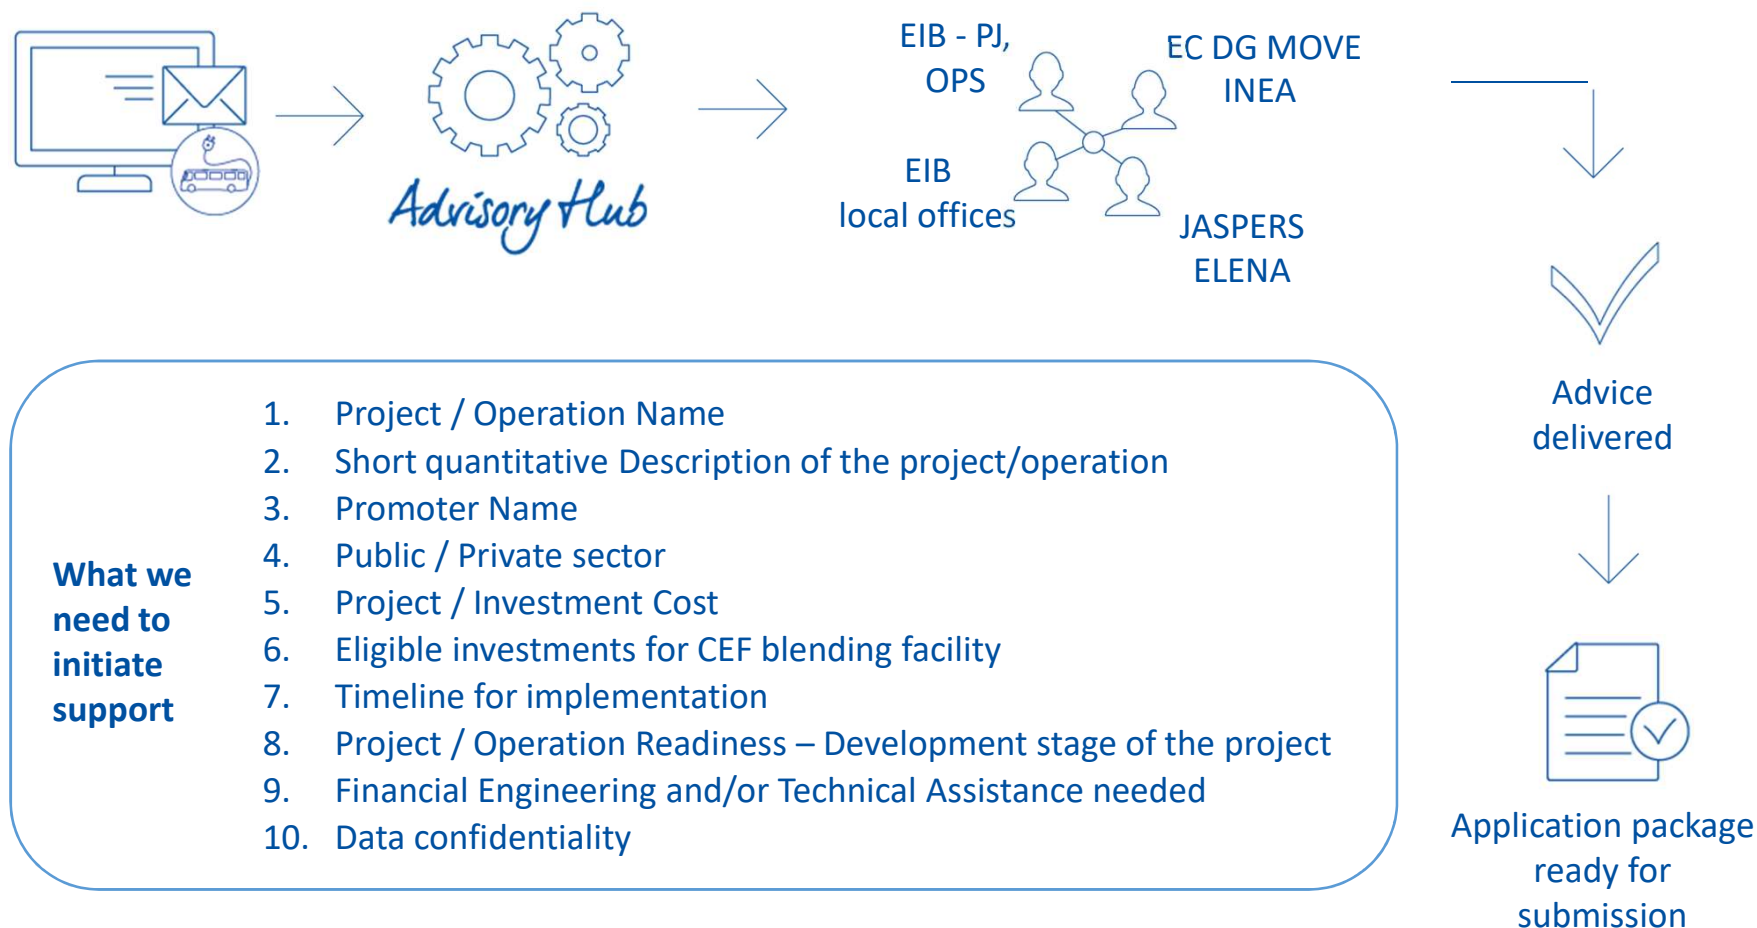 EIB - PJ,
OPS
EC DG MOVE
INEA
Advisory Hub
EIB
local offices
JASPERS
ELENA
Advice
delivered
What we
need to
initiate
support
1. Project / Operation Name
2. Short quantitative Description of the project/operation
3. Promoter Name
4. Public / Private sector
5. Project / Investment Cost
6. Eligible investments for CEF blending facility
7. Timeline for implementation
8. Project / Operation Readiness – Development stage of the project
9. Financial Engineering and/or Technical Assistance needed
10. Data confidentiality
Application package
ready for
submission